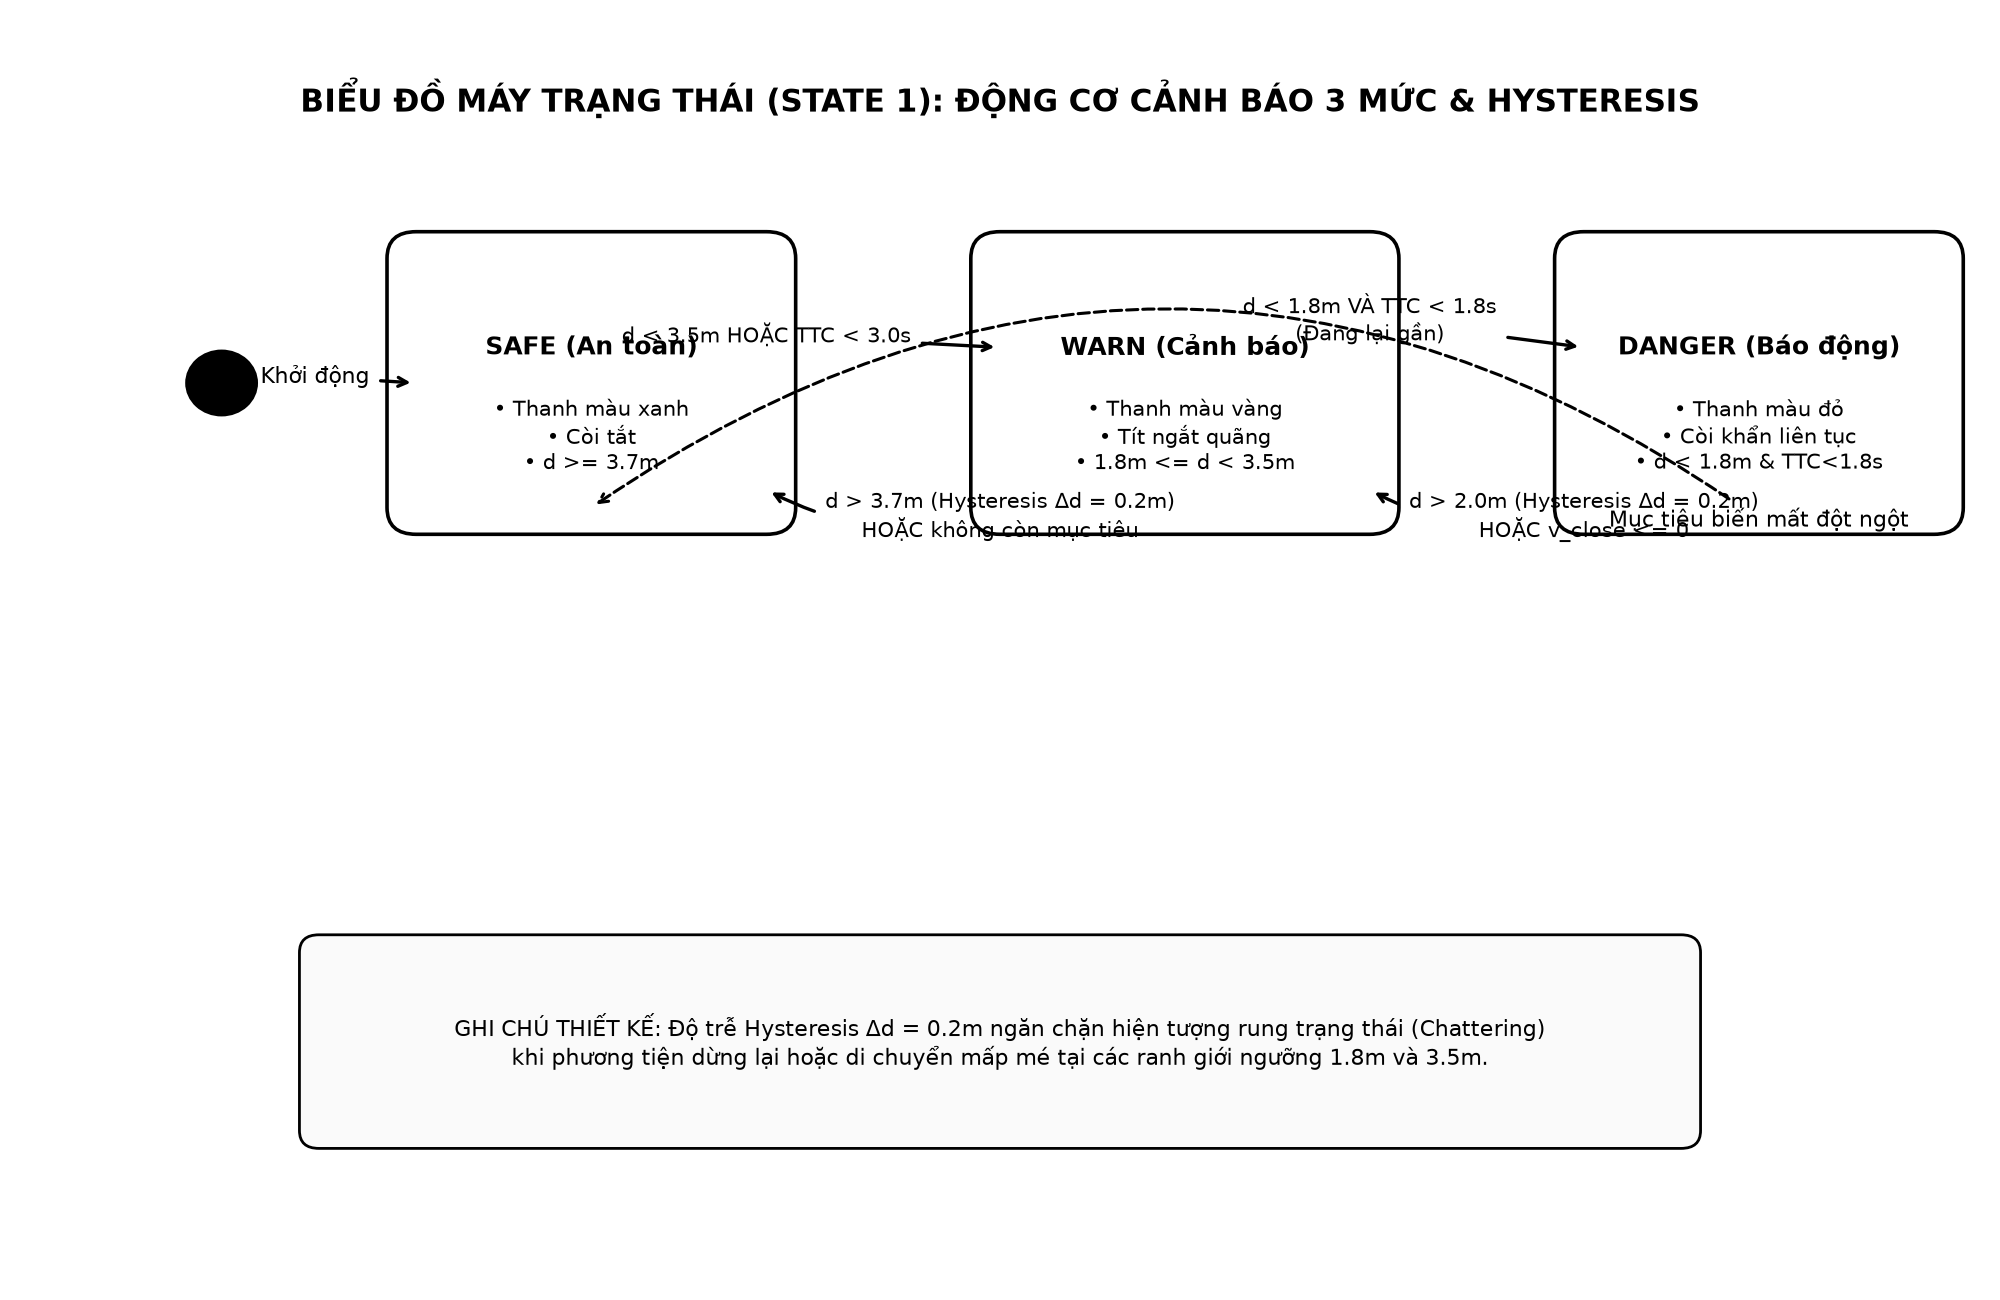 BIỂU ĐỒ MÁY TRẠNG THÁI (STATE 1): ĐỘNG CƠ CẢNH BÁO 3 MỨC & HYSTERESIS
Khởi động
SAFE (An toàn)
• Thanh màu xanh
• Còi tắt
• d >= 3.7m
d < 3.5m HOẶC TTC < 3.0s
d > 3.7m (Hysteresis Δd = 0.2m)
HOẶC không còn mục tiêu
WARN (Cảnh báo)
• Thanh màu vàng
• Tít ngắt quãng
• 1.8m <= d < 3.5m
d < 1.8m VÀ TTC < 1.8s
(Đang lại gần)
d > 2.0m (Hysteresis Δd = 0.2m)
HOẶC v_close <= 0
DANGER (Báo động)
• Thanh màu đỏ
• Còi khẩn liên tục
• d < 1.8m & TTC<1.8s
Mục tiêu biến mất đột ngột
GHI CHÚ THIẾT KẾ: Độ trễ Hysteresis Δd = 0.2m ngăn chặn hiện tượng rung trạng thái (Chattering)
khi phương tiện dừng lại hoặc di chuyển mấp mé tại các ranh giới ngưỡng 1.8m và 3.5m.